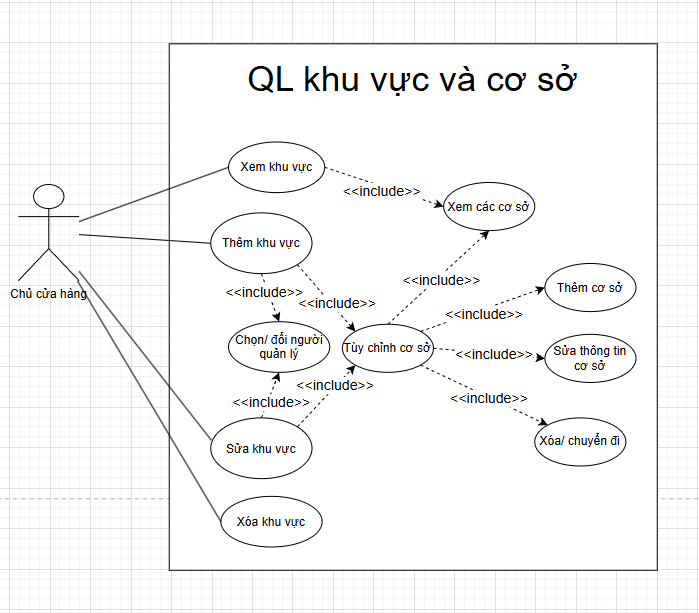 QL khu vực và cơ sở
Xem khu vực
<<include>>
Xem các cơ sở
Thêm khu vực
Chủ cửa hàng
<<include>>
<<include>>
<<include>>
Thêm cơ sở
<<include>>
Chọn/ đổi người
quản lý
Tùy chỉnh cơ sở
<<include>>
Sửa thông tin
cơ sở
<<include>>
<<include>>
<<include>>
Xóa/ chuyển đi
Sửa khu vực
Xóa khu vực